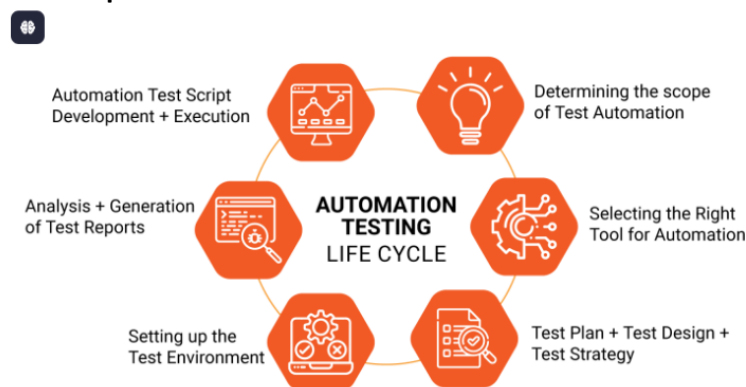 Automation Test Script
Development + Execution
Determining the scope
of Test Automation
Analysis + Generation
of Test Reports
AUTOMATION
TESTING
LIFE CYCLE
Selecting the Right
Tool for Automation
Setting up the
Test Environment
Test Plan + Test Design +
Test Strategy